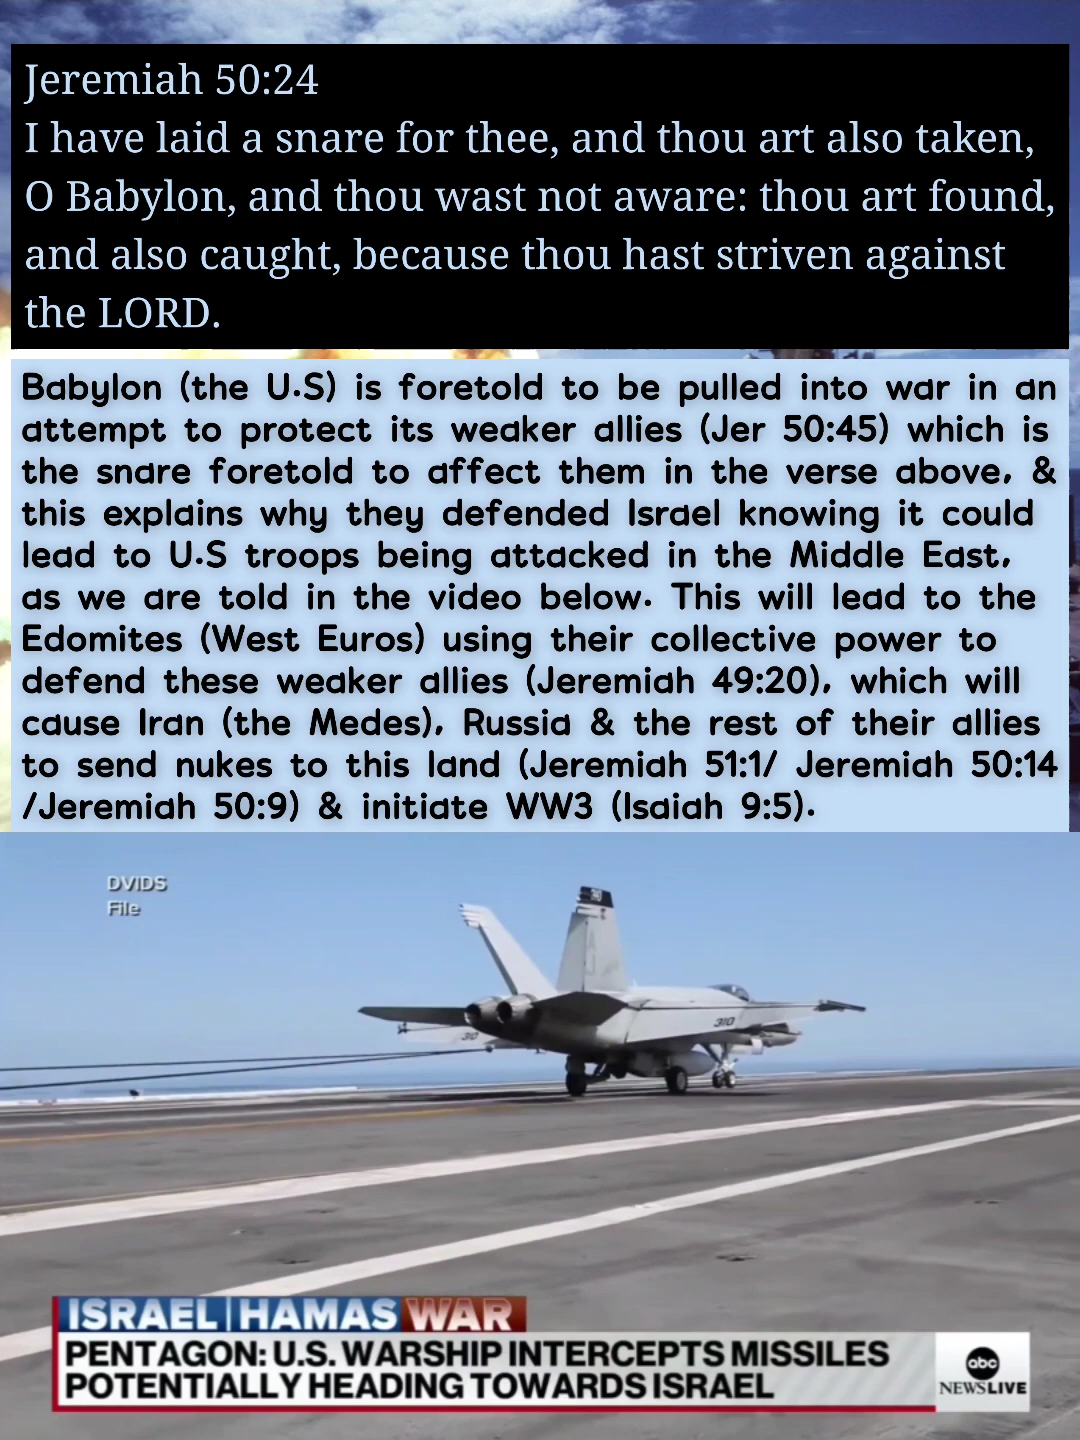 Jeremiah 50:24
I have laid a snare for thee, and thou art also taken,
O Babylon, and thou wast not aware: thou art found,
and also caught, because thou hast striven against
the LORD.
Babylon (the U.S) is foretold to be pulled into war in an
attempt to protect its weaker allies (Jer 50:45) which is
the snare foretold to affect them in the verse above, &
this explains why they defended Israel knowing it could
lead to U.S troops being attacked in the Middle East,
as we are told in the video below. This will lead to the
Edomites (West Euros) using their collective power to
defend these weaker allies (Jeremiah 49:20), which will
cause Iran (the Medes), Russia & the rest of their allies
to send nukes to this land (Jeremiah 51:1/ Jeremiah 50:14
/Jeremiah 50:9) & initiate WW3 (Isaiah 9:5).
DVIDS
File
310
310
310
ISRAEL|HAMAS WAR
PENTAGON: U.S. WARSHIP INTERCEPTS MISSILES
POTENTIALLY HEADING TOWARDS ISRAEL
abc
NEWSLIVE